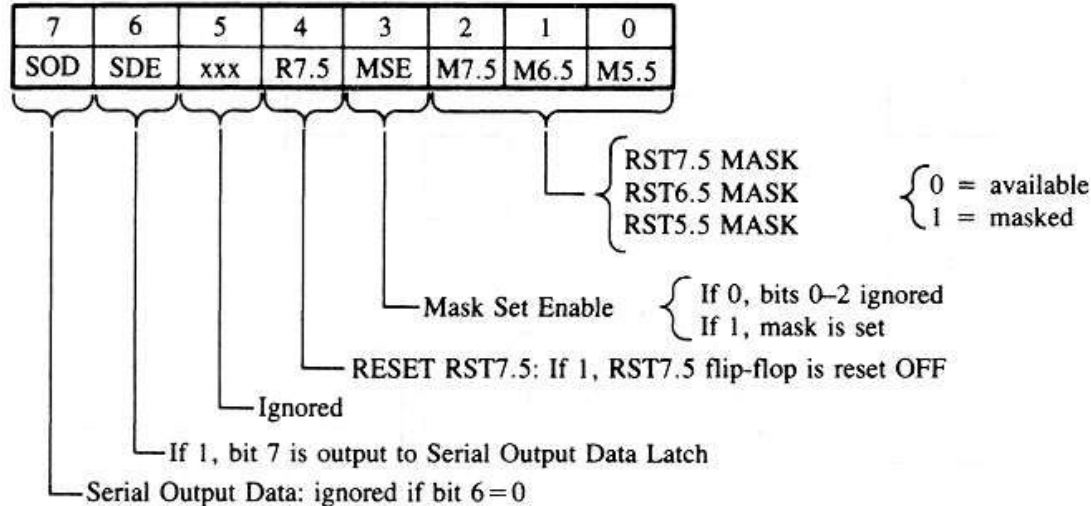 7 6 5 4 3 2 1 0
SOD SDE xxx R7.5 MSE M7.5 M6.5 M5.5
RST7.5 MASK
RST6.5 MASK
RST5.5 MASK
0 = available
1 = masked
Mask Set Enable
If 0, bits 0–2 ignored
If 1, mask is set
RESET RST7.5: If 1, RST7.5 flip-flop is reset OFF
Ignored
If 1, bit 7 is output to Serial Output Data Latch
Serial Output Data: ignored if bit 6=0